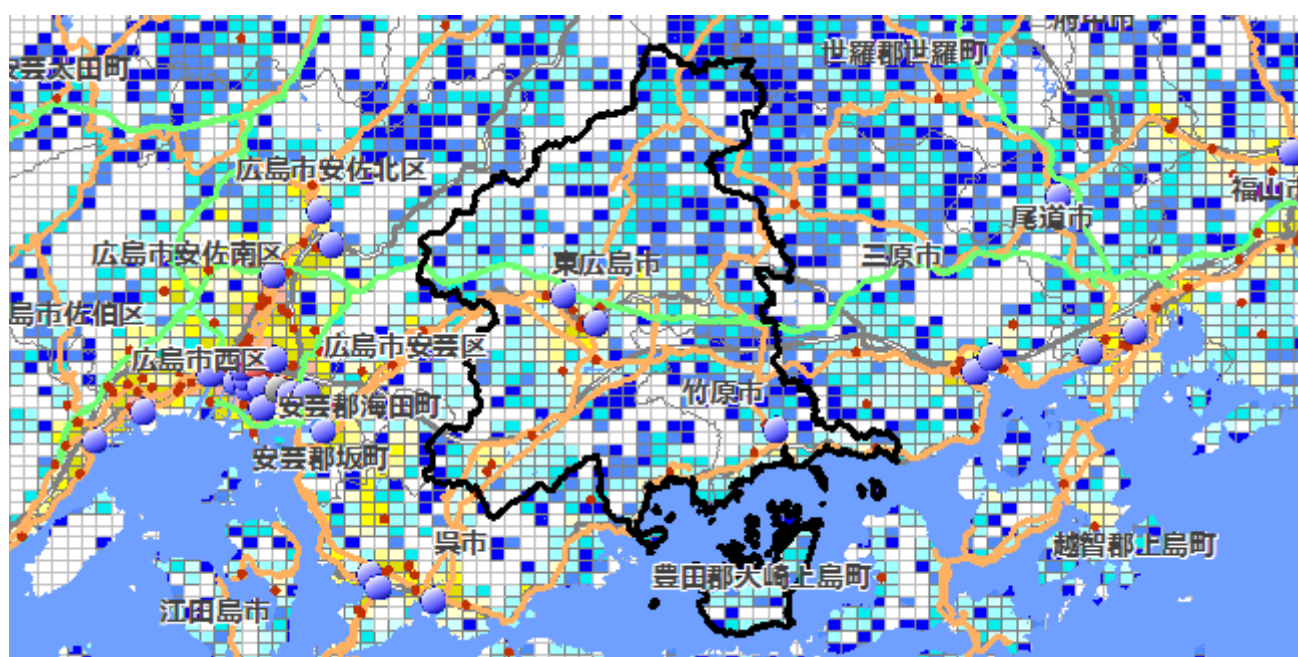 府中市
世羅郡世羅町
安芸太田町
広島市安佐北区
福山市
尾道市
広島市安佐南区
東広島市
三原市
島市佐伯区
広島市西区
広島市安芸区
竹原市
安芸郡海田町
安芸郡坂町
呉市
越智郡上島町
豊田郡大崎上島町
江田島市